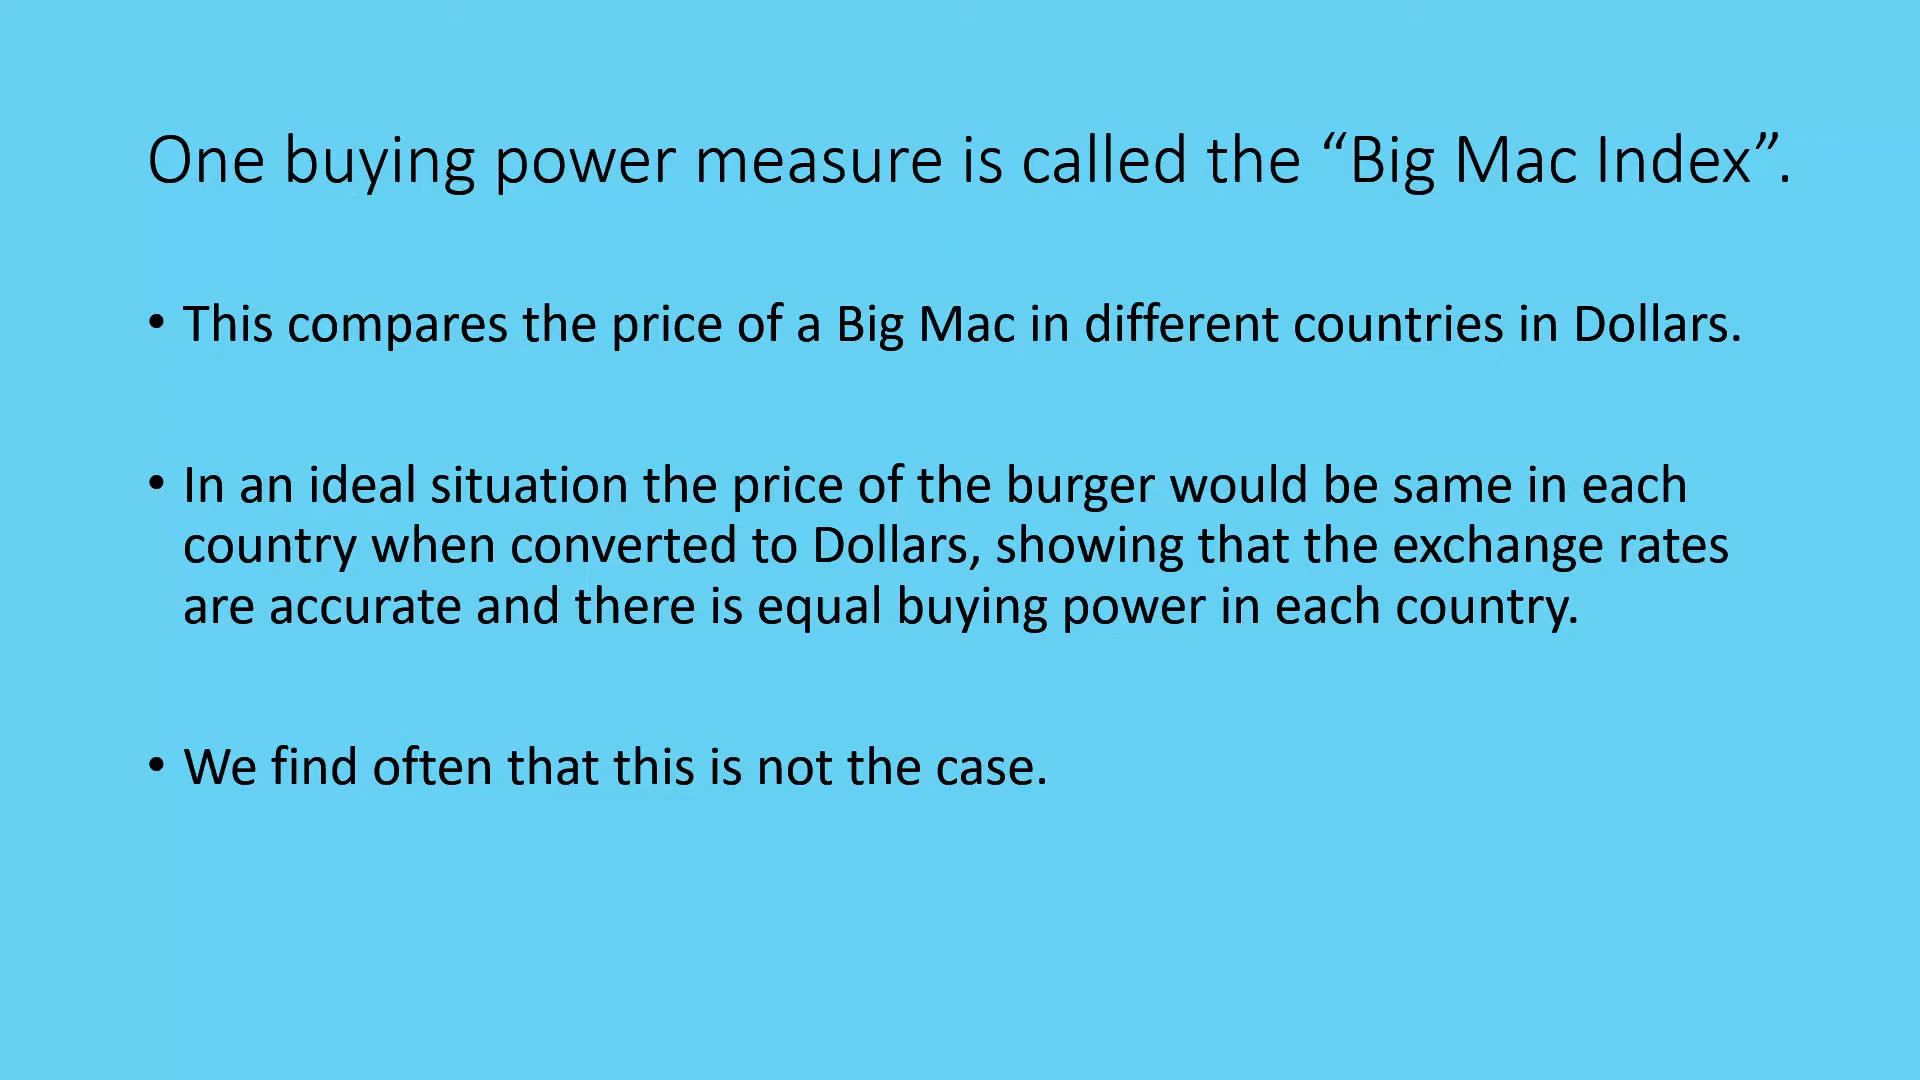 One buying power measure is called the “Big Mac Index”.
• This compares the price of a Big Mac in different countries in Dollars.
• In an ideal situation the price of the burger would be same in each
country when converted to Dollars, showing that the exchange rates
are accurate and there is equal buying power in each country.
• We find often that this is not the case.